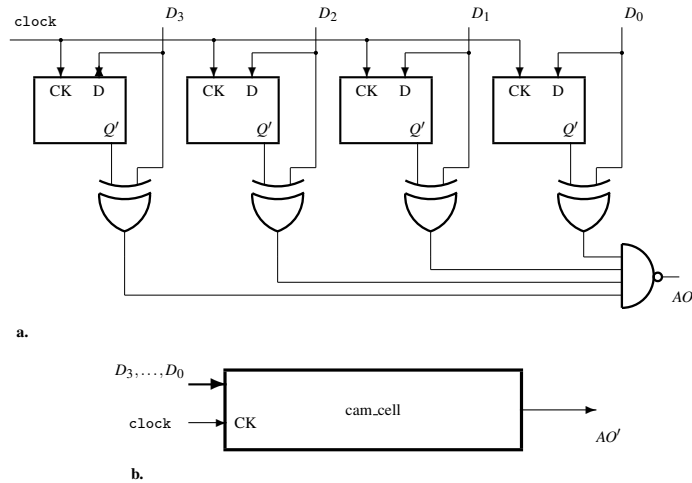 clock
D3 D2 D1 D0
CK D CK D CK D CK D
Q′ Q′ Q′ Q′
AO
a.
D3,...,D0
cam_cell
clock CK
AO′
b.